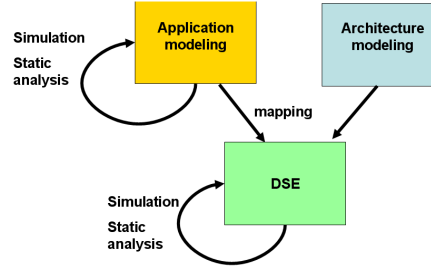 Simulation
Static
analysis
Application
modeling
Architecture
modeling
mapping
DSE
Simulation
Static
analysis